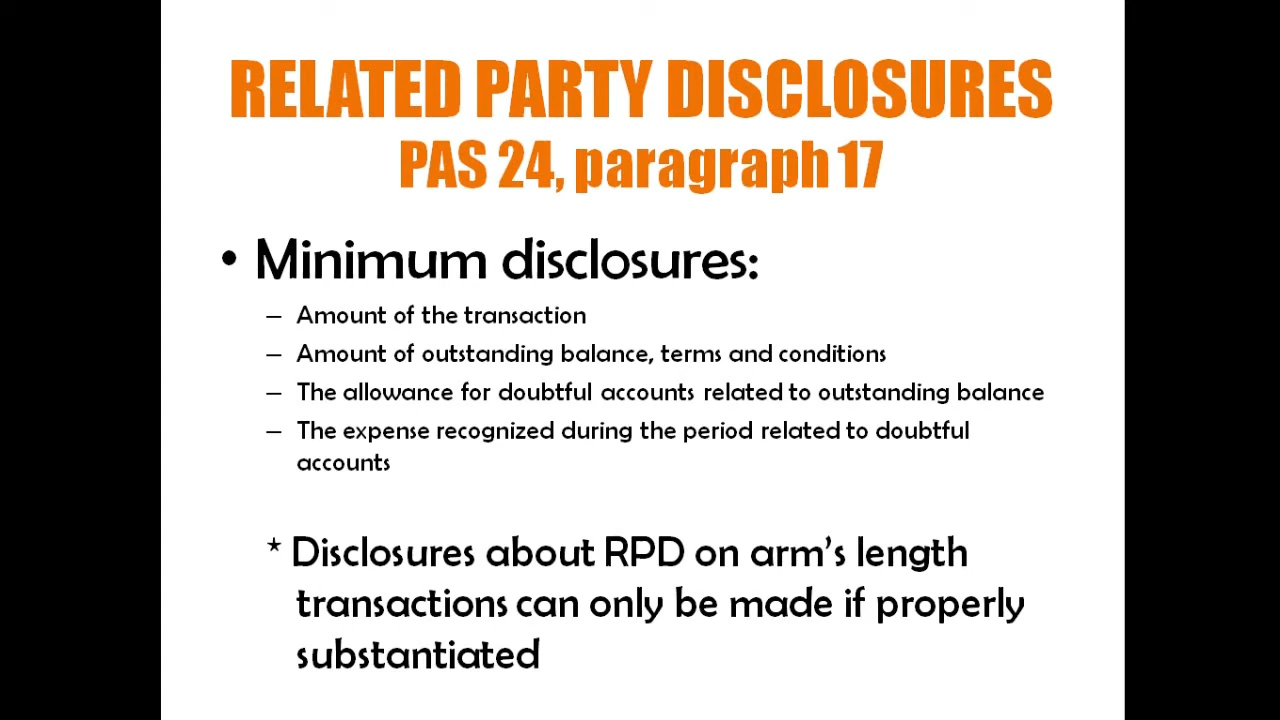 RELATED PARTY DISCLOSURES
PAS 24, paragraph 17
• Minimum disclosures:
– Amount of the transaction
– Amount of outstanding balance, terms and conditions
– The allowance for doubtful accounts related to outstanding balance
– The expense recognized during the period related to doubtful
accounts
* Disclosures about RPD on arm’s length
transactions can only be made if properly
substantiated